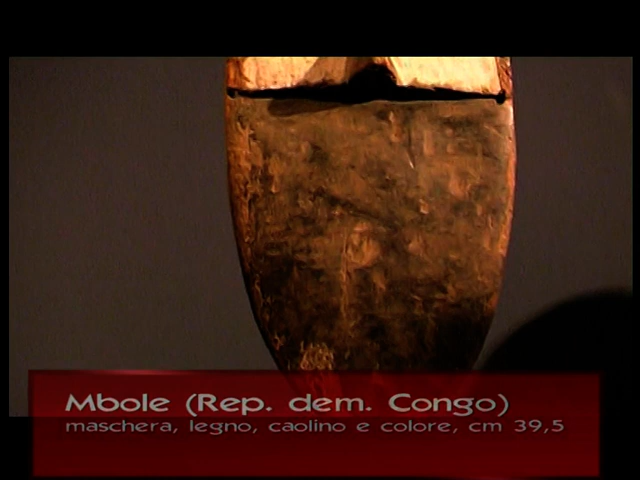 Mbole (Rep. dem. Congo)
maschera, legno, caolino e colore, cm 39,5